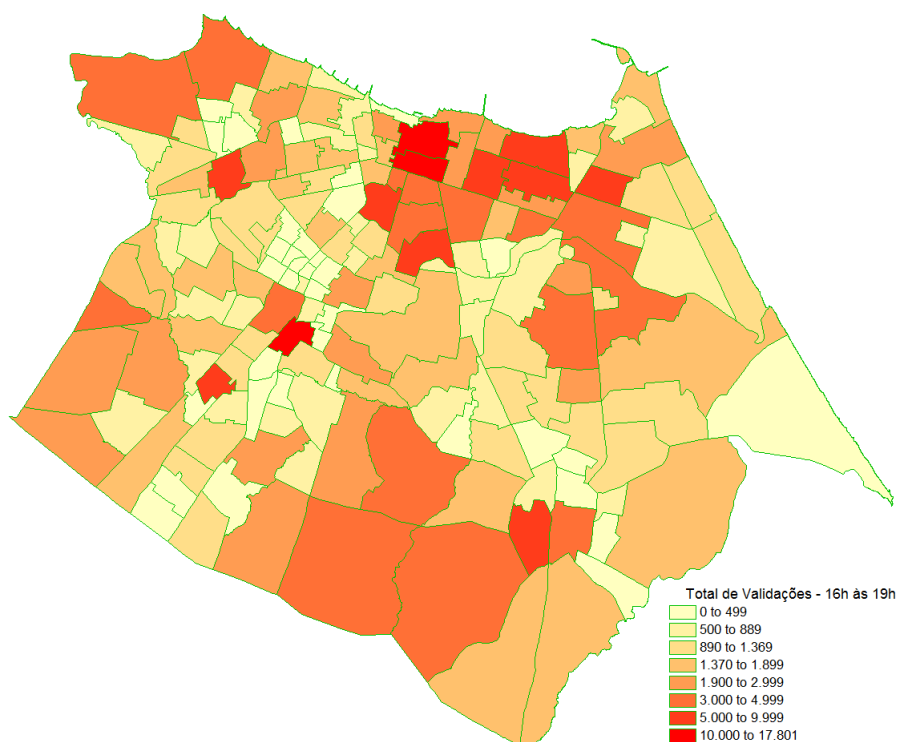 Total de Validações - 16h às 19h
0 to 499
500 to 889
890 to 1.369
1.370 to 1.899
1.900 to 2.999
3.000 to 4.999
5.000 to 9.999
10.000 to 17.801